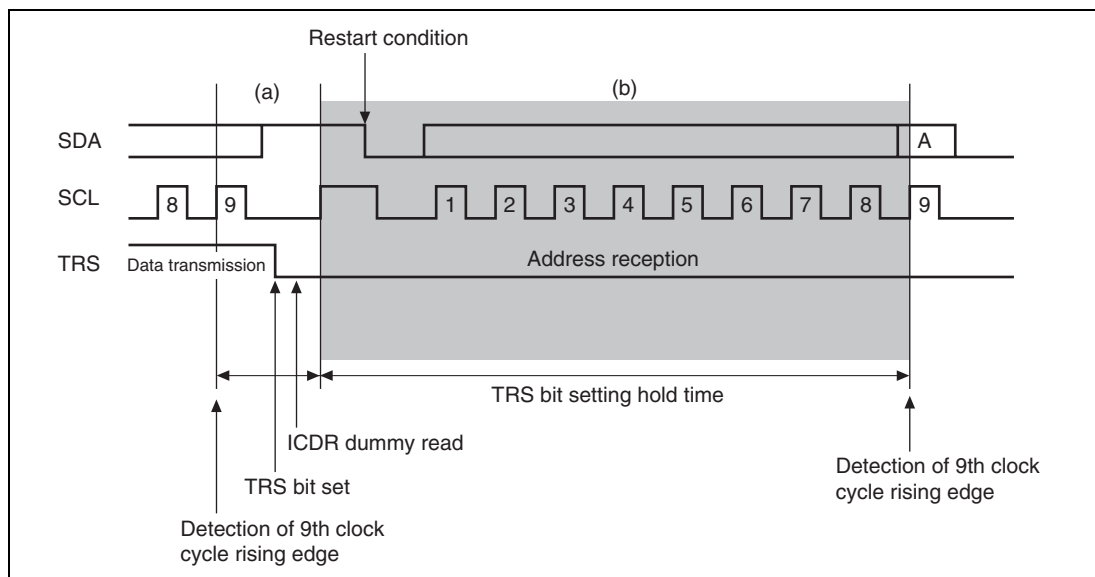 Restart condition
(a)
(b)
SDA
A
SCL
8
9
1
2
3
4
5
6
7
8
9
TRS
Data transmission
Address reception
TRS bit setting hold time
ICDR dummy read
TRS bit set
Detection of 9th clock
cycle rising edge
Detection of 9th clock
cycle rising edge